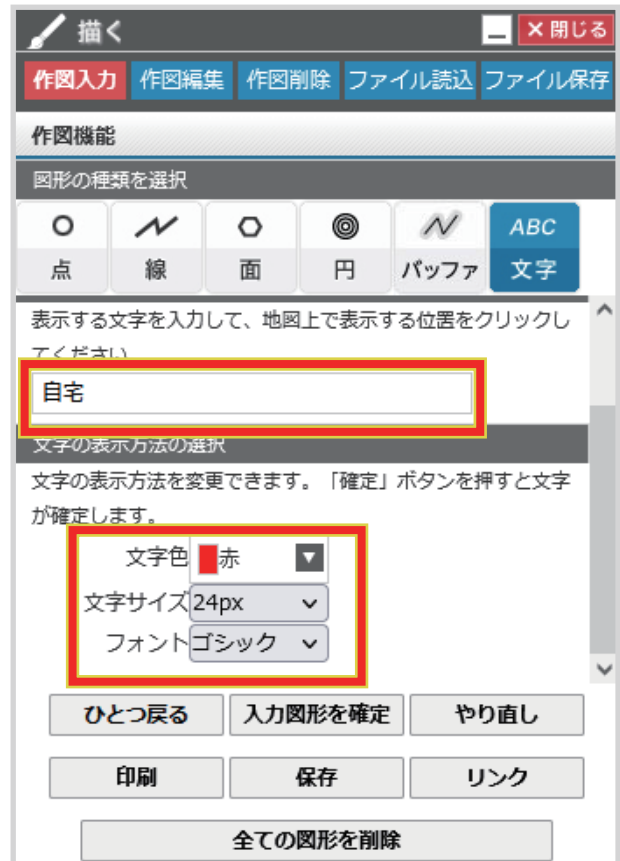 描く
閉じる
作図入力 作図編集 作図削除 ファイル読込 ファイル保存
作図機能
図形の種類を選択
ABC
点 線 面 円 バッファ 文字
表示する文字を入力して、地図上で表示する位置をクリックし
てください
自宅
文字の表示方法の選択
文字の表示方法を変更できます。「確定」ボタンを押すと文字
が確定します。
文字色 赤
文字サイズ 24px
フォント ゴシック
ひとつ戻る 入力図形を確定 やり直し
印刷 保存 リンク
全ての図形を削除